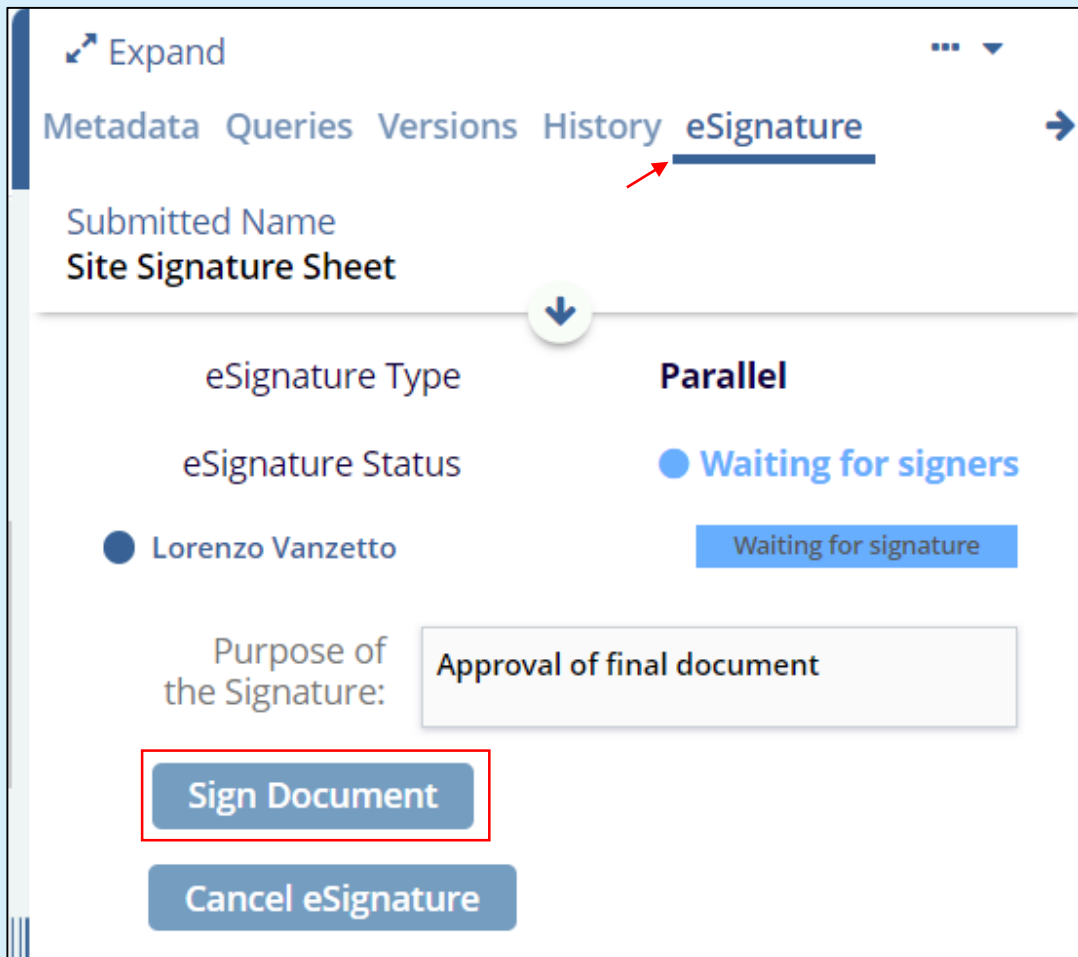 Expand
Metadata Queries Versions History eSignature
Submitted Name
Site Signature Sheet
eSignature Type Parallel
eSignature Status Waiting for signers
Lorenzo Vanzetto Waiting for signature
Purpose of
the Signature:
Approval of final document
Sign Document
Cancel eSignature